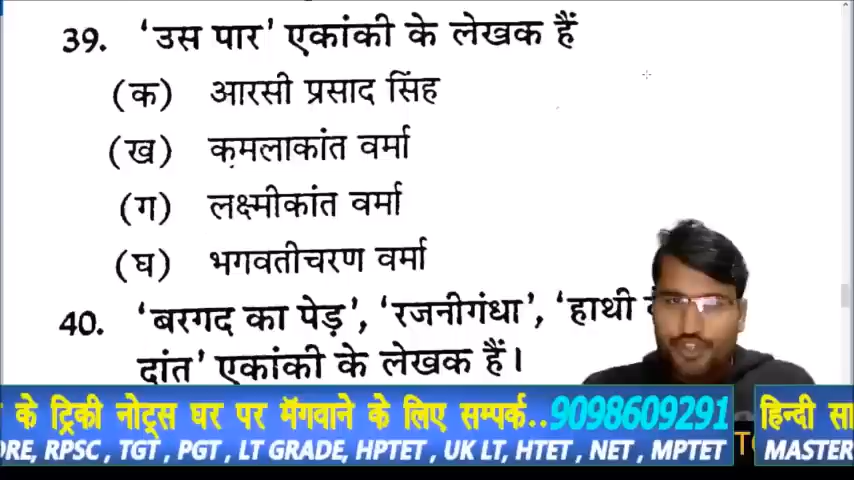 39. ‘उस पार’ एकांकी के लेखक हैं
(क) आरसी प्रसाद सिंह
(ख) कमलाकांत वर्मा
(ग) लक्ष्मीकांत वर्मा
(घ) भगवतीचरण वर्मा
40. ‘बरगद का पेड़’, ‘रजनीगंधा’, ‘हाथी
दांत’ एकांकी के लेखक हैं।
के ट्रिकी नोट्स घर पर मॅगवाने के लिए सम्पर्क..9098609291 हिन्दी सा
RE, RPSC , TGT , PGT , LT GRADE, HPTET , UK LT, HTET , NET , MPTET MASTER